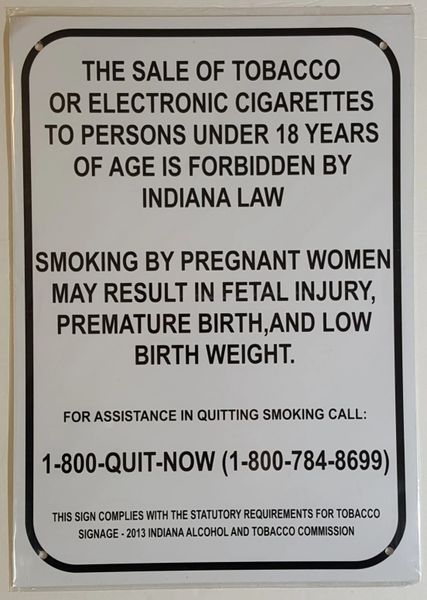 THE SALE OF TOBACCO
OR ELECTRONIC CIGARETTES
TO PERSONS UNDER 18 YEARS
OF AGE IS FORBIDDEN BY
INDIANA LAW
SMOKING BY PREGNANT WOMEN
MAY RESULT IN FETAL INJURY,
PREMATURE BIRTH,AND LOW
BIRTH WEIGHT.
FOR ASSISTANCE IN QUITTING SMOKING CALL:
1-800-QUIT-NOW (1-800-784-8699)
THIS SIGN COMPLIES WITH THE STATUTORY REQUIREMENTS FOR TOBACCO
SIGNAGE - 2013 INDIANA ALCOHOL AND TOBACCO COMMISSION